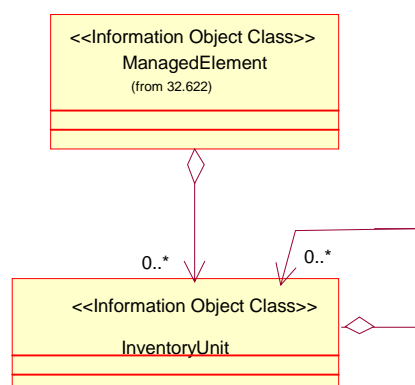 <<Information Object Class>>
ManagedElement
(from 32.622)
0..*
0..*
<<Information Object Class>>
InventoryUnit